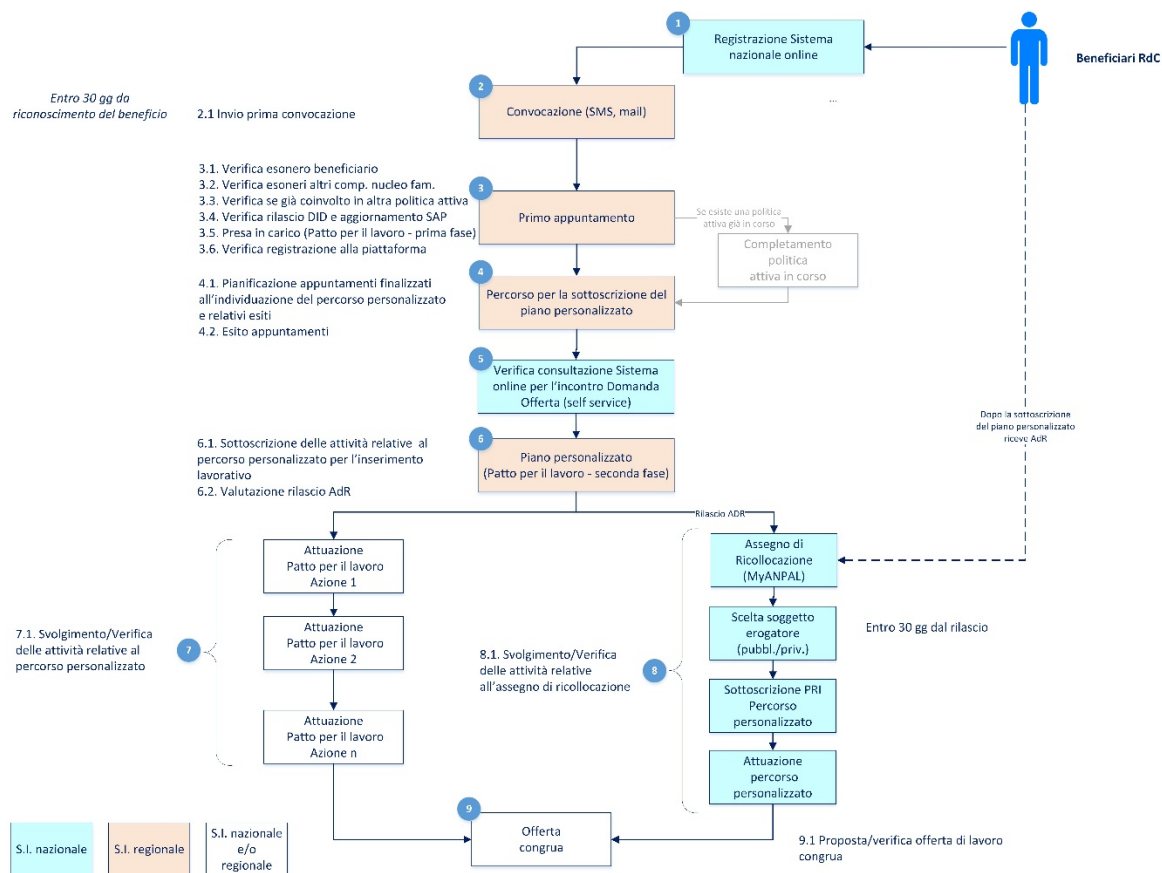 1
Registrazione Sistema
nazionale online
Beneficiari RdC
...
Entro 30 gg da
riconoscimento del beneficio
2.1 Invio prima convocazione
2
Convocazione (SMS, mail)
3.1. Verifica esonero beneficiario
3.2. Verifica esoneri altri comp. nucleo fam.
3.3. Verifica se già coinvolto in altra politica attiva
3.4. Verifica rilascio DID e aggiornamento SAP
3.5. Presa in carico (Patto per il lavoro - prima fase)
3.6. Verifica registrazione alla piattaforma
3
Primo appuntamento
Se esiste una politica
attiva già in corso
Completamento
politica
attiva in corso
4.1. Pianificazione appuntamenti finalizzati
all’individuazione del percorso personalizzato
e relativi esiti
4.2. Esito appuntamenti
4
Percorso per la sottoscrizione del
piano personalizzato
5
Verifica consultazione Sistema
online per l’incontro Domanda
Offerta (self service)
Dopo la sottoscrizione
del piano personalizzato
riceve AdR
6.1. Sottoscrizione delle attività relative al
percorso personalizzato per l’inserimento
lavorativo
6.2. Valutazione rilascio AdR
6
Piano personalizzato
(Patto per il lavoro - seconda fase)
Rilascio ADR
7.1. Svolgimento/Verifica
delle attività relative al
percorso personalizzato
7
Attuazione
Patto per il lavoro
Azione 1
Attuazione
Patto per il lavoro
Azione 2
Attuazione
Patto per il lavoro
Azione n
8.1. Svolgimento/Verifica
delle attività relative
all’assegno di ricollocazione
8
Assegno di
Ricollocazione
(MyANPAL)
Scelta soggetto
erogatore
(pubbl./priv.)
Entro 30 gg dal rilascio
Sottoscrizione PRI
Percorso
personalizzato
Attuazione
percorso
personalizzato
9
Offerta
congrua
9.1 Proposta/verifica offerta di lavoro
congrua
S.I. nazionale
S.I. regionale
S.I. nazionale
e/o
regionale